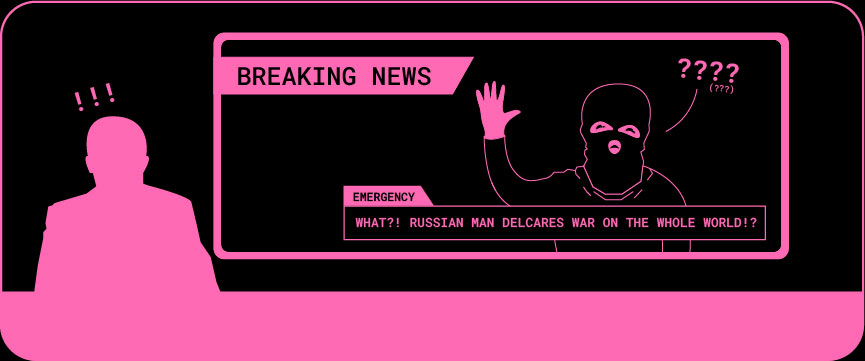 BREAKING NEWS
????
(???)
!!!
EMERGENCY
WHAT?! RUSSIAN MAN DELCARES WAR ON THE WHOLE WORLD!?